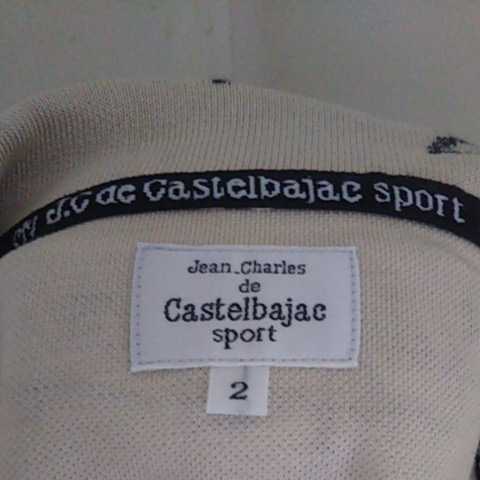 J.C de Castelbajac sport
Jean-Charles
de
Castelbajac
sport
2